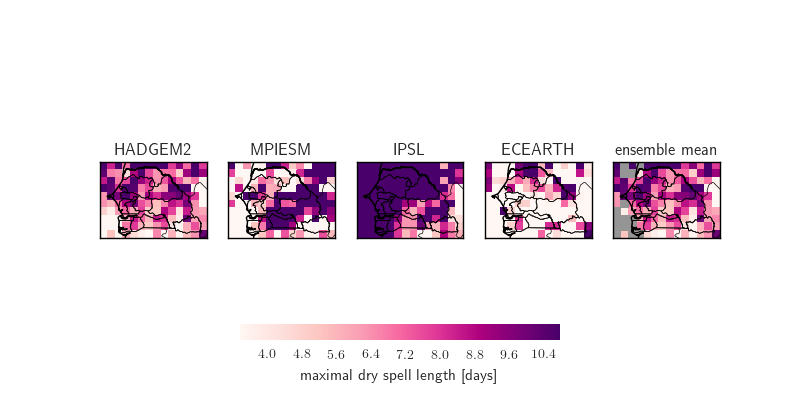 HADGEM2 MPIESM IPSL ECEARTH ensemble mean
4.0 4.8 5.6 6.4 7.2 8.0 8.8 9.6 10.4
maximal dry spell length [days]